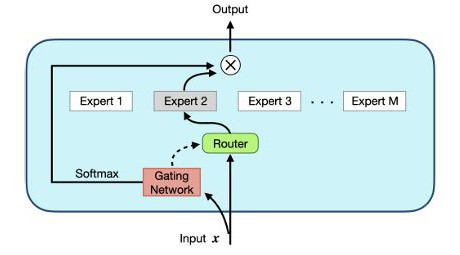 Output
Expert 1
Expert 2
Expert 3
. . .
Expert M
Router
Softmax
Gating
Network
Input x